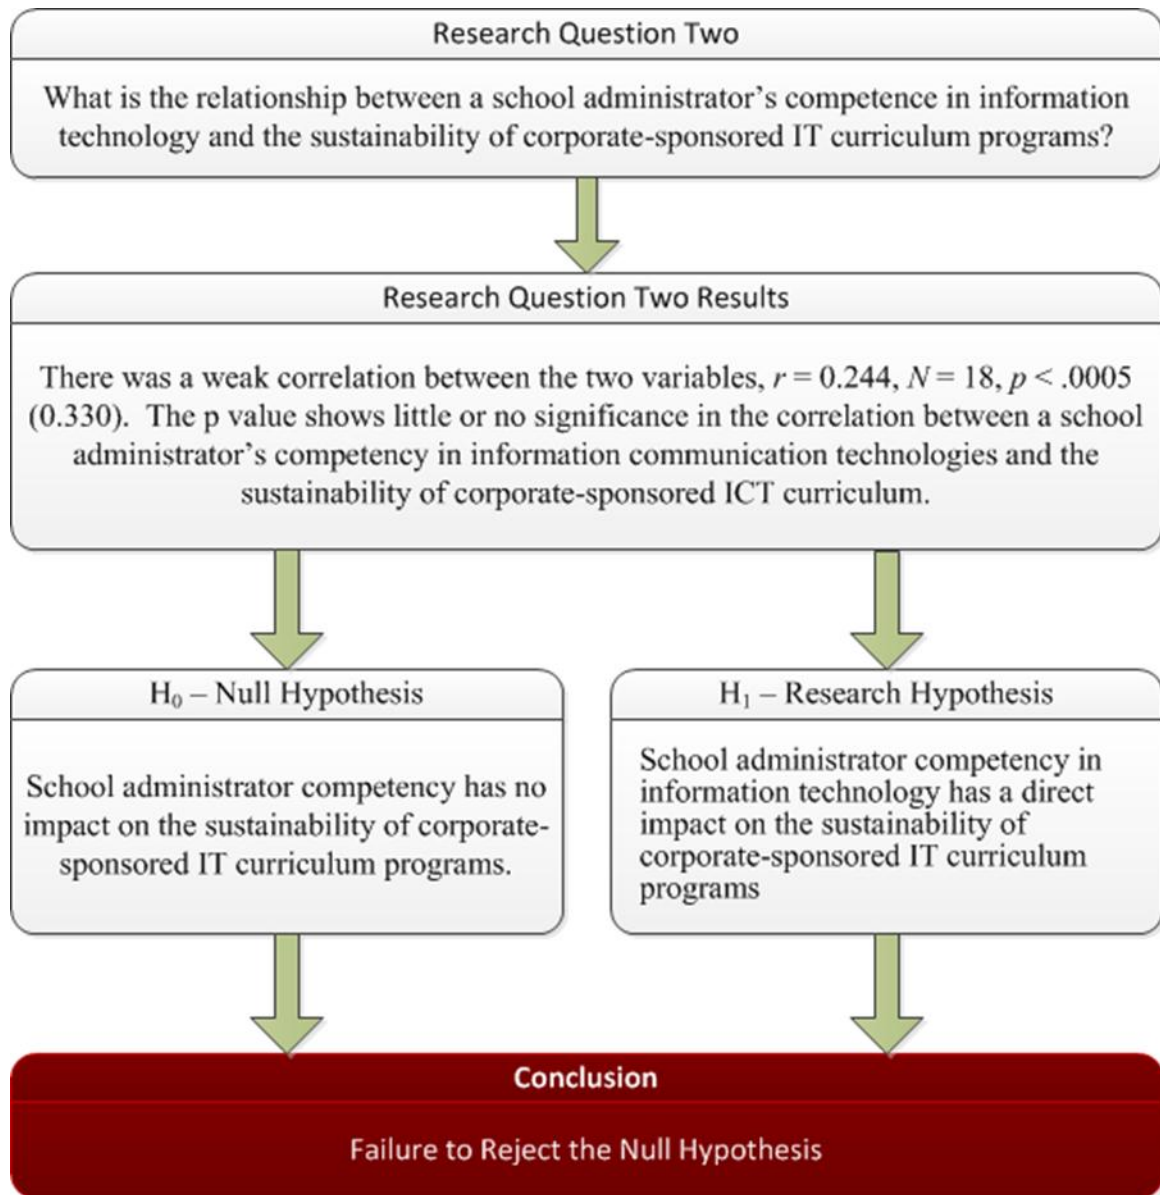 Research Question Two
What is the relationship between a school administrator’s competence in information
technology and the sustainability of corporate-sponsored IT curriculum programs?
Research Question Two Results
There was a weak correlation between the two variables, r = 0.244, N = 18, p < .0005
(0.330).  The p value shows little or no significance in the correlation between a school
administrator’s competency in information communication technologies and the
sustainability of corporate-sponsored ICT curriculum.
H₀ – Null Hypothesis
School administrator competency has no
impact on the sustainability of corporate-
sponsored IT curriculum programs.
H₁ – Research Hypothesis
School administrator competency in
information technology has a direct
impact on the sustainability of
corporate-sponsored IT curriculum
programs
Conclusion
Failure to Reject the Null Hypothesis